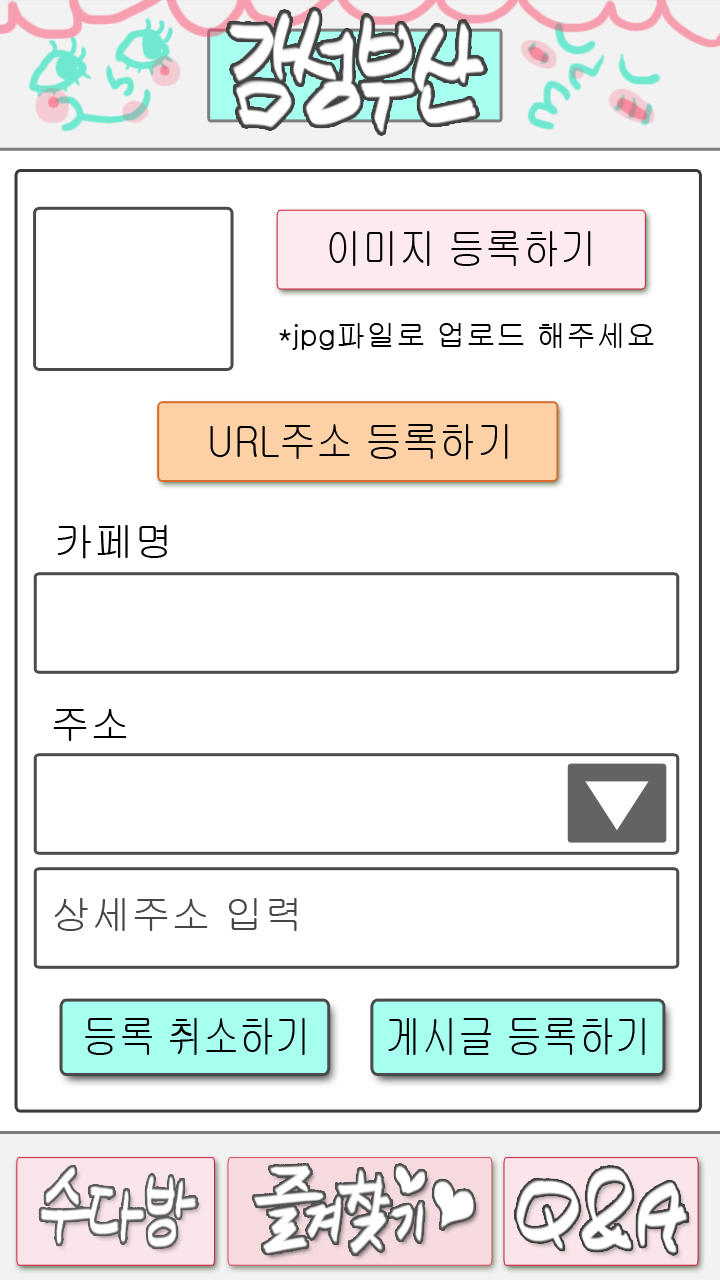 갬성부산
이미지 등록하기
*jpg파일로 업로드 해주세요
URL주소 등록하기
카페명
주소
상세주소 입력
등록 취소하기
게시글 등록하기
수다방
즐겨찾기
Q&A